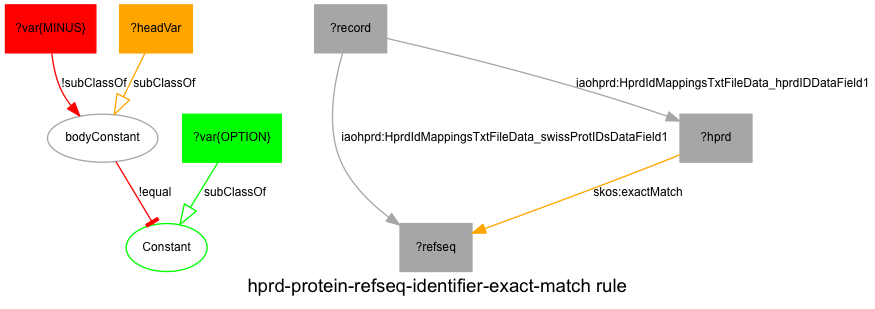 ?var{MINUS}
?headVar
?record
!subClassOf
subClassOf
iaohprd:HprdIdMappingsTxtFileData_hprdIDDataField1
bodyConstant
?var{OPTION}
iaohprd:HprdIdMappingsTxtFileData_swissProtIDsDataField1
?hprd
!equal
subClassOf
skos:exactMatch
Constant
?refseq
hprd-protein-refseq-identifier-exact-match rule